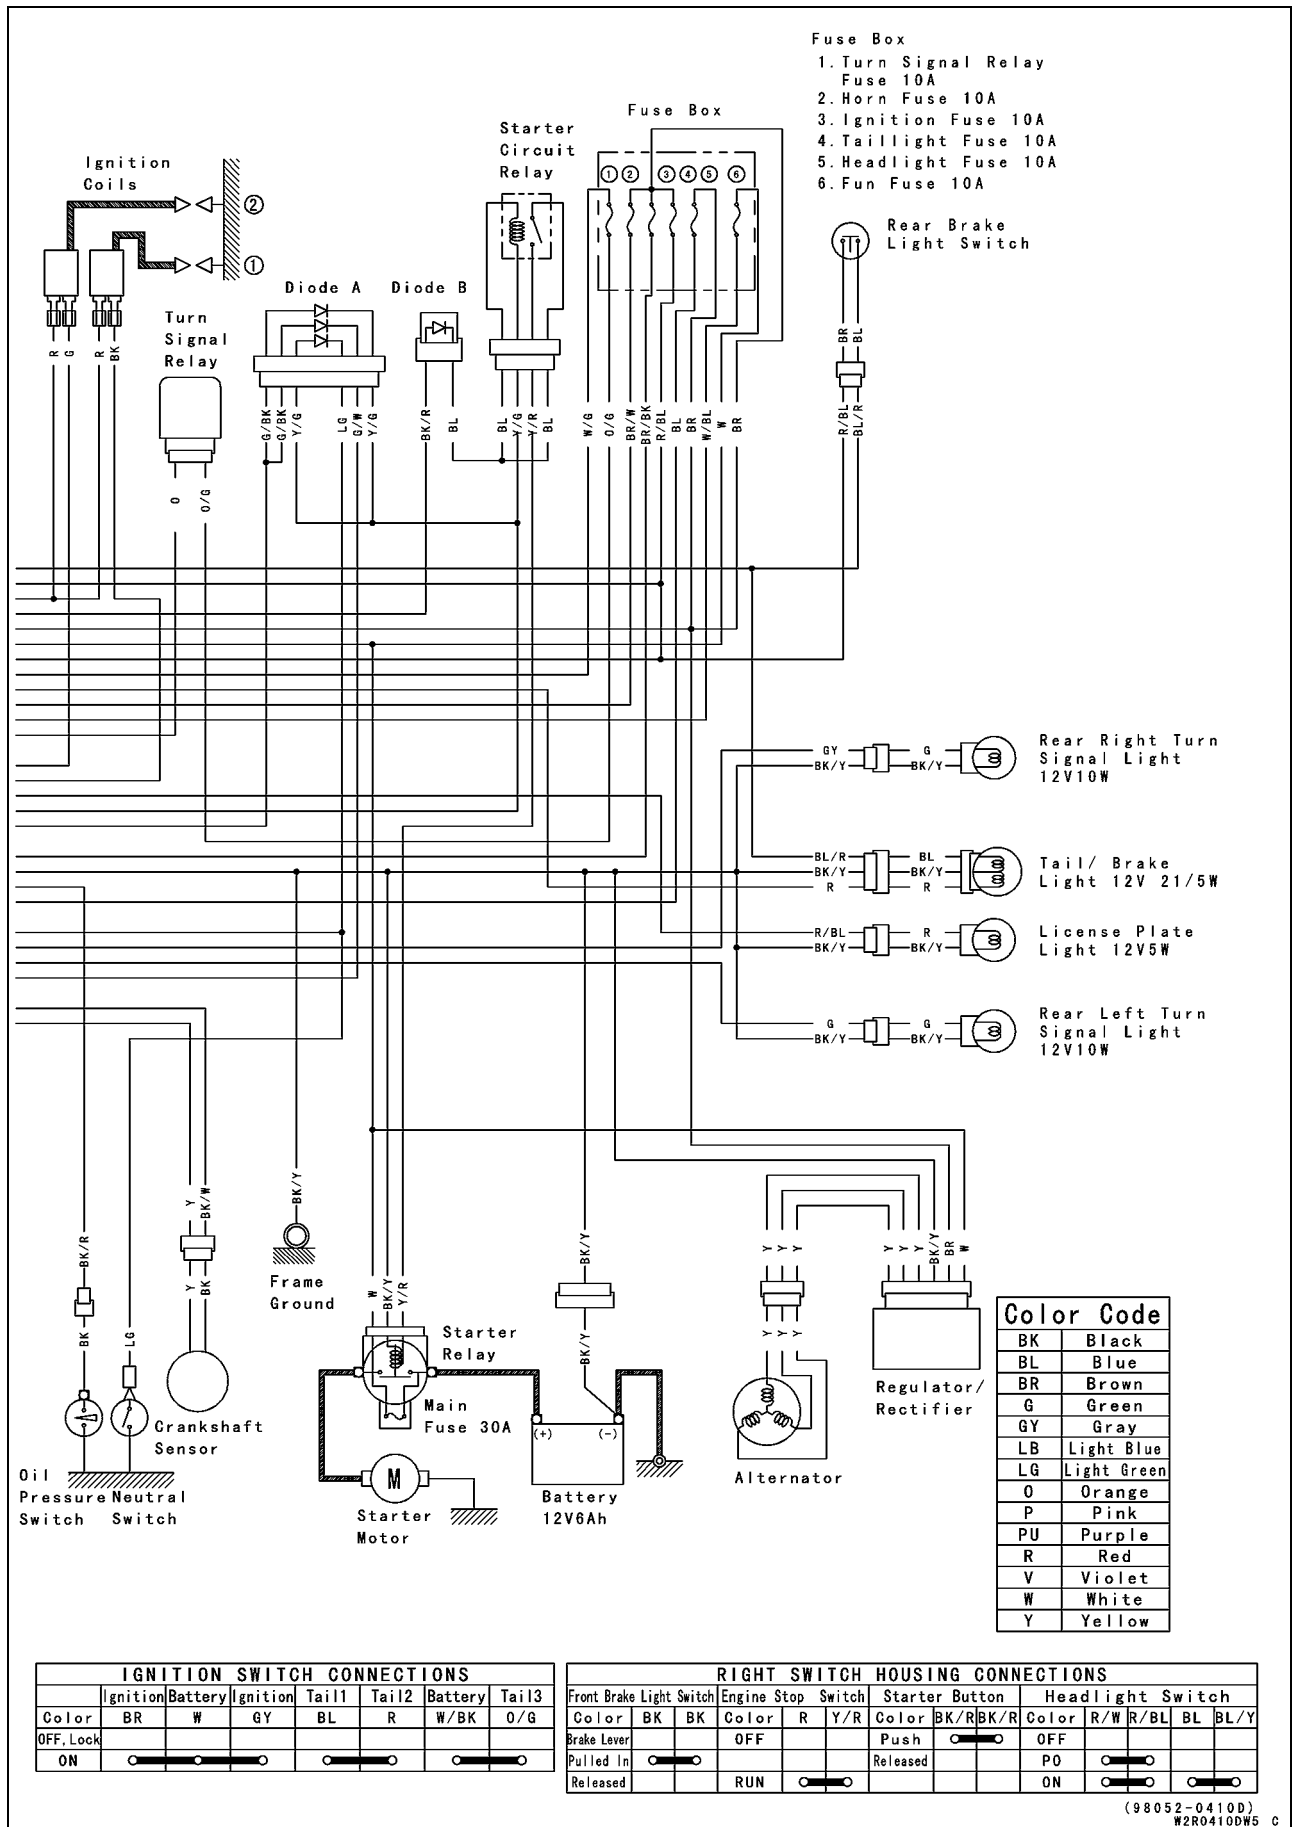 Fuse Box
1. Turn Signal Relay
Fuse 10A
2. Horn Fuse 10A
3. Ignition Fuse 10A
4. Taillight Fuse 10A
5. Headlight Fuse 10A
6. Fun Fuse 10A
Fuse Box
Starter
Circuit
Relay
Ignition
Coils
① ② ③ ④ ⑤ ⑥
②
①
Rear Brake
Light Switch
Diode A
Diode B
Turn
Signal
Relay
R G R BK
BR BL
G/BK G/BK Y/G LG G/W Y/G BK/R BL BL Y/G Y/R BL W/G O/G BR/W BR/BK R/BL BL BR W/BL W BR R/BL BL/R
O O/G
Rear Right Turn
Signal Light
12V10W
GY G
BK/Y BK/Y
Tail/ Brake
Light 12V 21/5W
BL/R BL
BK/Y BK/Y
R R
License Plate
Light 12V5W
R/BL R
BK/Y BK/Y
Rear Left Turn
Signal Light
12V10W
G G
BK/Y BK/Y
Y BK/W BK/Y
BK/R BK/Y Y Y Y Y Y Y BK/Y BR W
Y BK W BK/Y Y/R
Frame
Ground
BK LG BK/Y Y Y Y
Starter
Relay
Main
Fuse 30A
(+) (-)
Crankshaft
Sensor
Regulator/
Rectifier
Alternator
Oil
Pressure
Switch
Neutral
Switch
M
Starter
Motor
Battery
12V6Ah
Color Code
BK Black
BL Blue
BR Brown
G Green
GY Gray
LB Light Blue
LG Light Green
O Orange
P Pink
PU Purple
R Red
V Violet
W White
Y Yellow
IGNITION SWITCH CONNECTIONS
Ignition Battery Ignition Tail1 Tail2 Battery Tail3
Color BR W GY BL R W/BK O/G
OFF, Lock
ON
RIGHT SWITCH HOUSING CONNECTIONS
Front Brake Light Switch Engine Stop Switch Starter Button Headlight Switch
Color BK BK Color R Y/R Color BK/R BK/R Color R/W R/BL BL BL/Y
Brake Lever OFF Push OFF
Pulled In Released PO
Released RUN ON
(98052-0410D)
W2R0410DW5 C